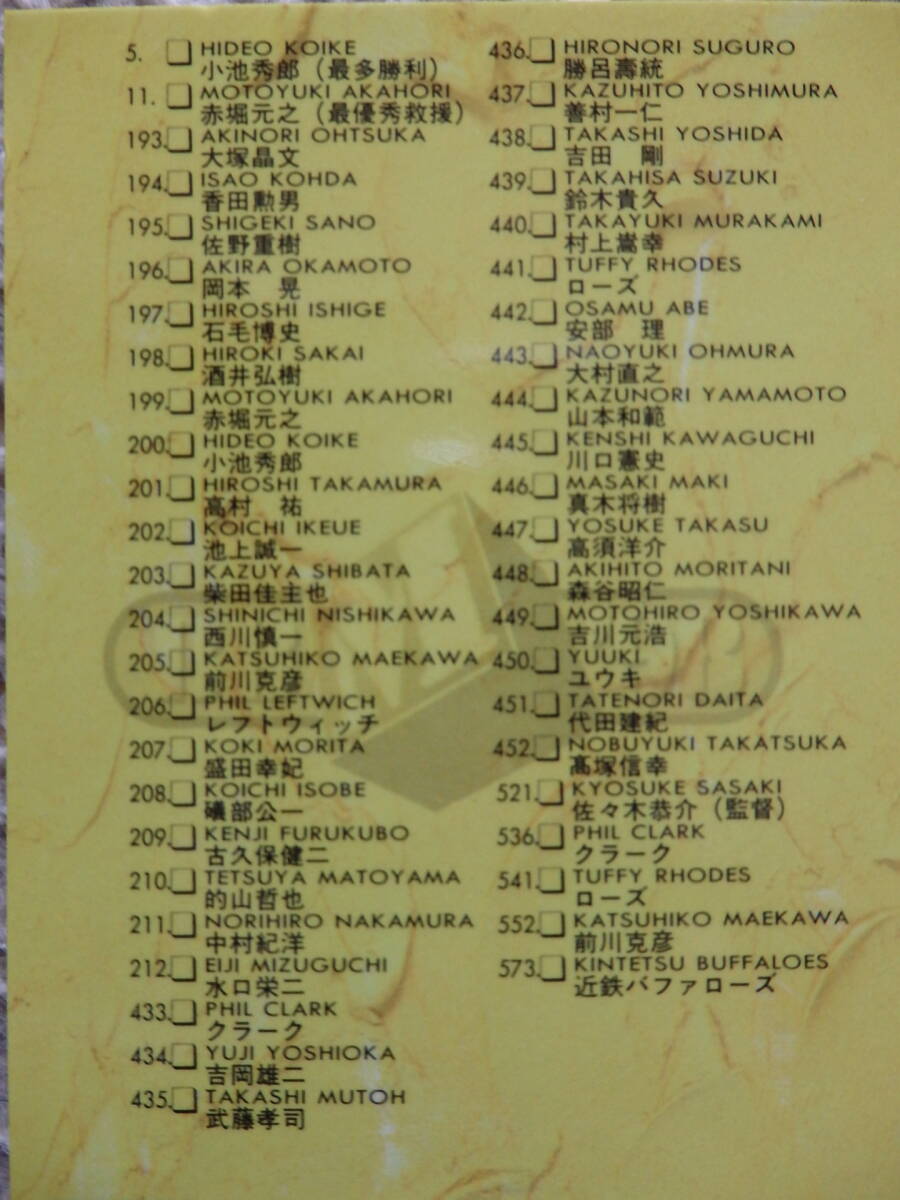 5. HIDEO KOIKE
小池秀郎（最多勝利）
11. MOTOYUKI AKAHORI
赤堀元之（最優秀救援）
193. AKINORI OHTSUKA
大塚晶文
194. ISAO KOHDA
香田勲男
195. SHIGEKI SANO
佐野重樹
196. AKIRA OKAMOTO
岡本　晃
197. HIROSHI ISHIGE
石毛博史
198. HIROKI SAKAI
酒井弘樹
199. MOTOYUKI AKAHORI
赤堀元之
200. HIDEO KOIKE
小池秀郎
201. HIROSHI TAKAMURA
高村　祐
202. KOICHI IKEUE
池上誠一
203. KAZUYA SHIBATA
柴田佳主也
204. SHINICHI NISHIKAWA
西川慎一
205. KATSUHIKO MAEKAWA
前川克彦
206. PHIL LEFTWICH
レフトウィッチ
207. KOKI MORITA
盛田幸妃
208. KOICHI ISOBE
礒部公一
209. KENJI FURUKUBO
古久保健二
210. TETSUYA MATOYAMA
的山哲也
211. NORIHIRO NAKAMURA
中村紀洋
212. EIJI MIZUGUCHI
水口栄二
433. PHIL CLARK
クラーク
434. YUJI YOSHIOKA
吉岡雄二
435. TAKASHI MUTOH
武藤孝司
436. HIRONORI SUGURO
勝呂壽統
437. KAZUHITO YOSHIMURA
善村一仁
438. TAKASHI YOSHIDA
吉田　剛
439. TAKAHISA SUZUKI
鈴木貴久
440. TAKAYUKI MURAKAMI
村上嵩幸
441. TUFFY RHODES
ローズ
442. OSAMU ABE
安部　理
443. NAOYUKI OHMURA
大村直之
444. KAZUNORI YAMAMOTO
山本和範
445. KENSHI KAWAGUCHI
川口憲史
446. MASAKI MAKI
真木将樹
447. YOSUKE TAKASU
高須洋介
448. AKIHITO MORITANI
森谷昭仁
449. MOTOHIRO YOSHIKAWA
吉川元浩
450. YUUKI
ユウキ
451. TATENORI DAITA
代田建紀
452. NOBUYUKI TAKATSUKA
髙塚信幸
521. KYOSUKE SASAKI
佐々木恭介（監督）
536. PHIL CLARK
クラーク
541. TUFFY RHODES
ローズ
552. KATSUHIKO MAEKAWA
前川克彦
573. KINTETSU BUFFALOES
近鉄バファローズ